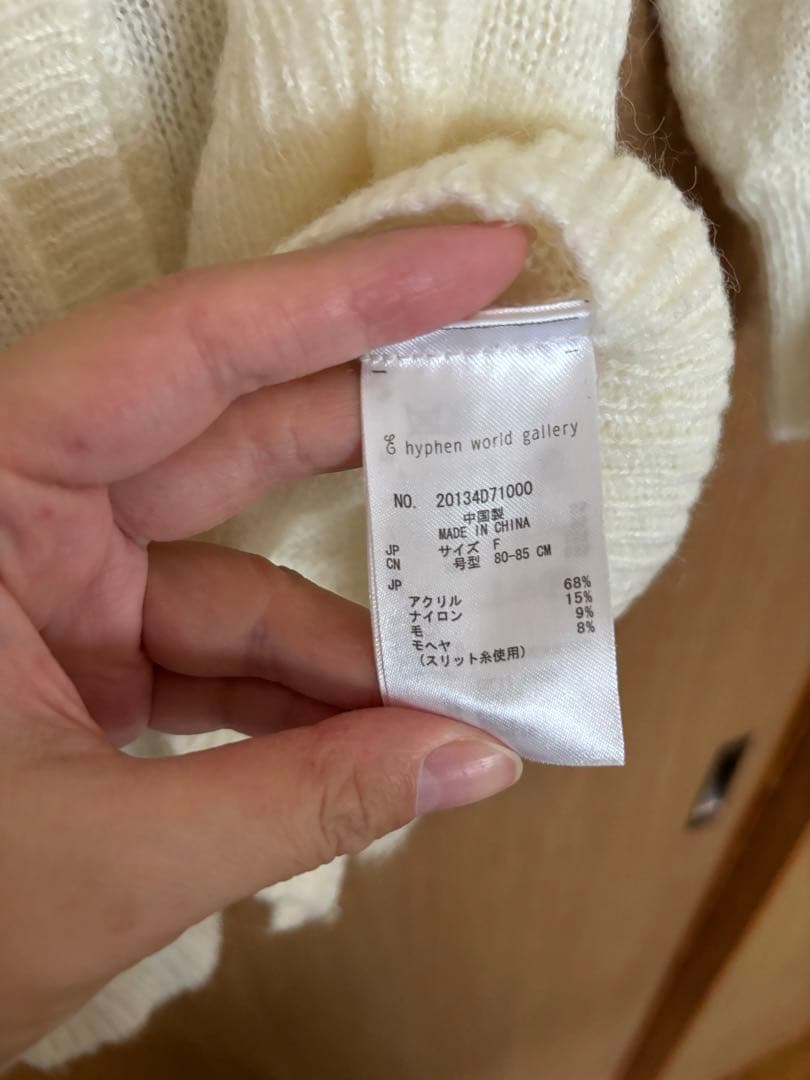 hyphen world gallery
NO. 20134D71000
中国製
MADE IN CHINA
JP サイズ F
CN 号型 80-85 CM
JP
アクリル 68%
ナイロン 15%
毛 9%
モヘヤ 8%
(スリット糸使用)